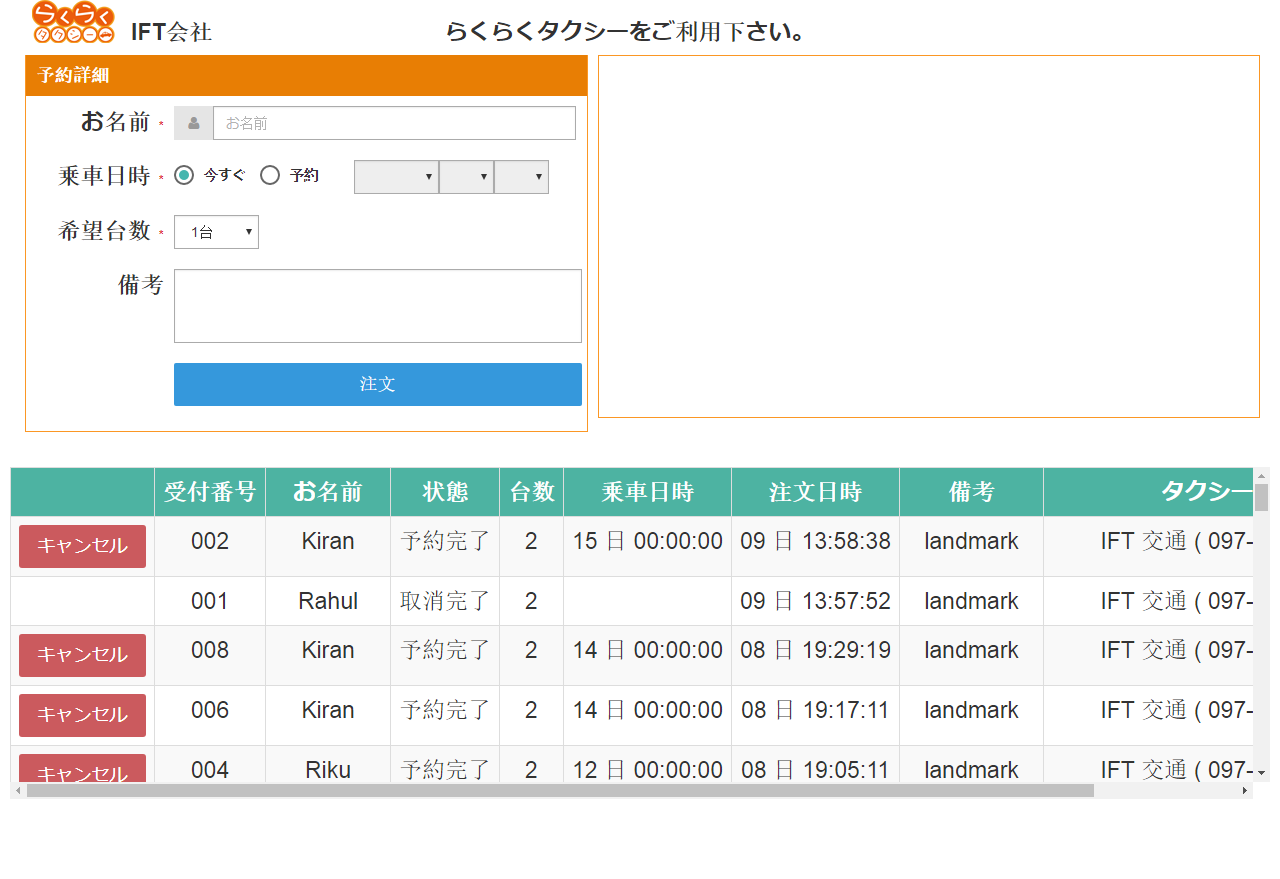 らくらく
タクシー
IFT会社
らくらくタクシーをご利用下さい。
予約詳細
お名前 *
お名前
乗車日時 *
今すぐ
予約
希望台数 *
1台
備考
注文
受付番号 お名前 状態 台数 乗車日時 注文日時 備考 タクシー
キャンセル 002 Kiran 予約完了 2 15 日 00:00:00 09 日 13:58:38 landmark IFT 交通 ( 097-
001 Rahul 取消完了 2 09 日 13:57:52 landmark IFT 交通 ( 097-
キャンセル 008 Kiran 予約完了 2 14 日 00:00:00 08 日 19:29:19 landmark IFT 交通 ( 097-
キャンセル 006 Kiran 予約完了 2 14 日 00:00:00 08 日 19:17:11 landmark IFT 交通 ( 097-
キャンセル 004 Riku 予約完了 2 12 日 00:00:00 08 日 19:05:11 landmark IFT 交通 ( 097-